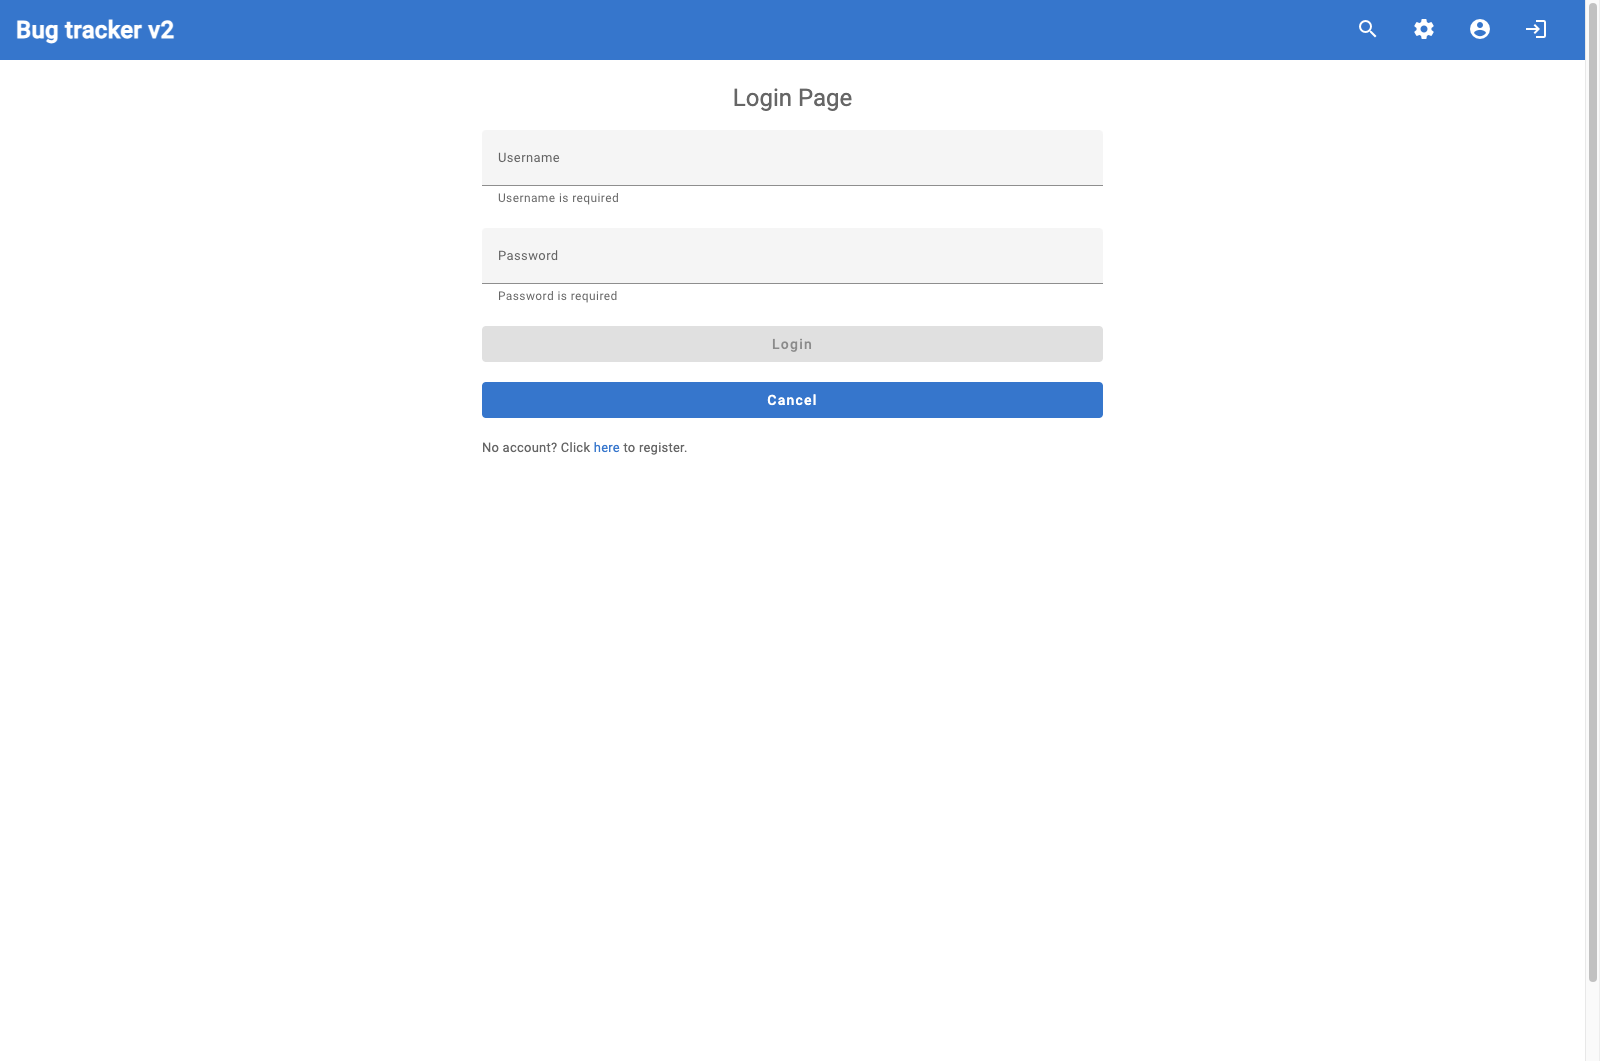 Bug tracker v2
Login Page
Username
Username is required
Password
Password is required
Login
Cancel
No account? Click here to register.